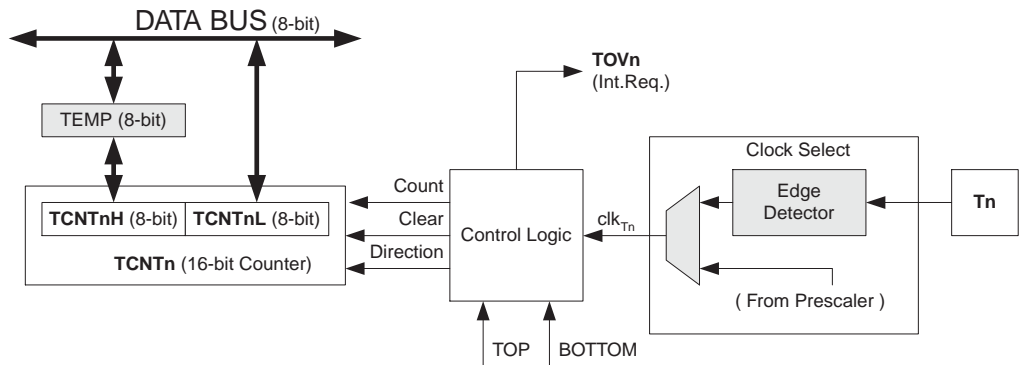 DATA BUS (8-bit)
TOVn
(Int.Req.)
TEMP (8-bit)
Clock Select
Count
Edge
Detector
Tn
TCNTnH (8-bit) TCNTnL (8-bit)
Clear
Control Logic
clkTn
TCNTn (16-bit Counter)
Direction
( From Prescaler )
TOP
BOTTOM